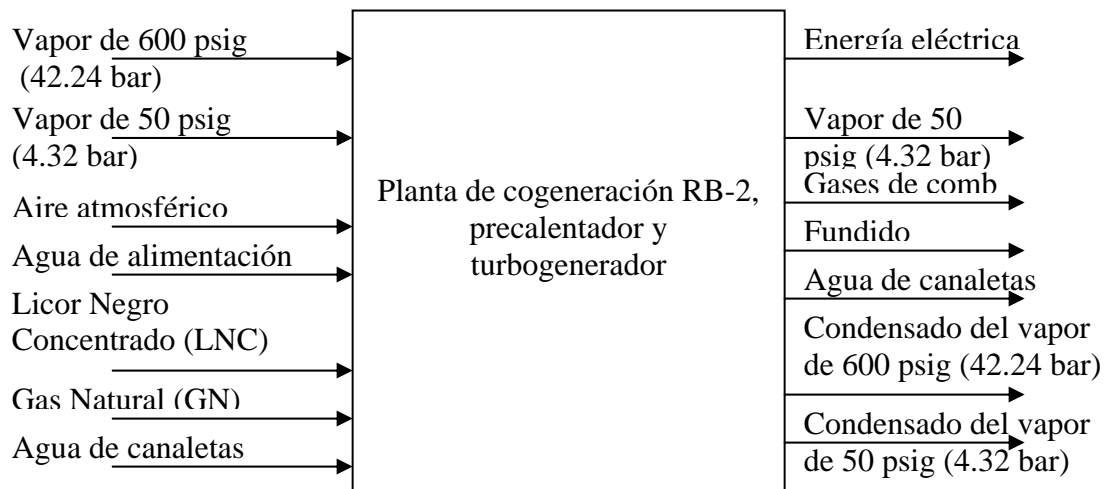 Vapor de 600 psig
(42.24 bar)
Vapor de 50 psig
(4.32 bar)
Aire atmosférico
Agua de alimentación
Licor Negro
Concentrado (LNC)
Gas Natural (GN)
Agua de canaletas
Planta de cogeneración RB-2,
precalentador y
turbogenerador
Energía eléctrica
Vapor de 50
psig (4.32 bar)
Gases de comb
Fundido
Agua de canaletas
Condensado del vapor
de 600 psig (42.24 bar)
Condensado del vapor
de 50 psig (4.32 bar)